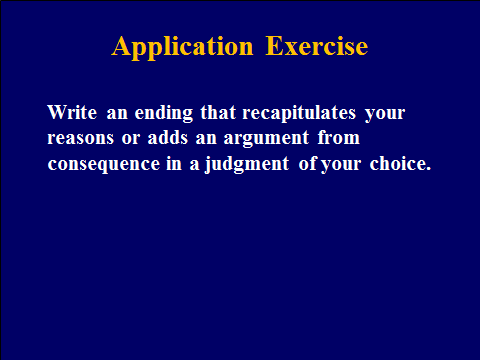 Application Exercise
Write an ending that recapitulates your
reasons or adds an argument from
consequence in a judgment of your choice.